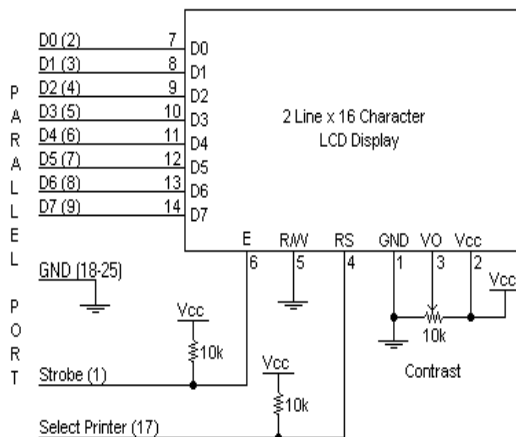 PARALLEL PORT
D0 (2) 7 D0
D1 (3) 8 D1
D2 (4) 9 D2
D3 (5) 10 D3
D4 (6) 11 D4
D5 (7) 12 D5
D6 (8) 13 D6
D7 (9) 14 D7
2 Line x 16 Character
LCD Display
E R/W RS GND VO Vcc
6 5 4 1 3 2
GND (18-25)
Vcc
Vcc
10k
10k
Contrast
Vcc
10k
Strobe (1)
Select Printer (17)